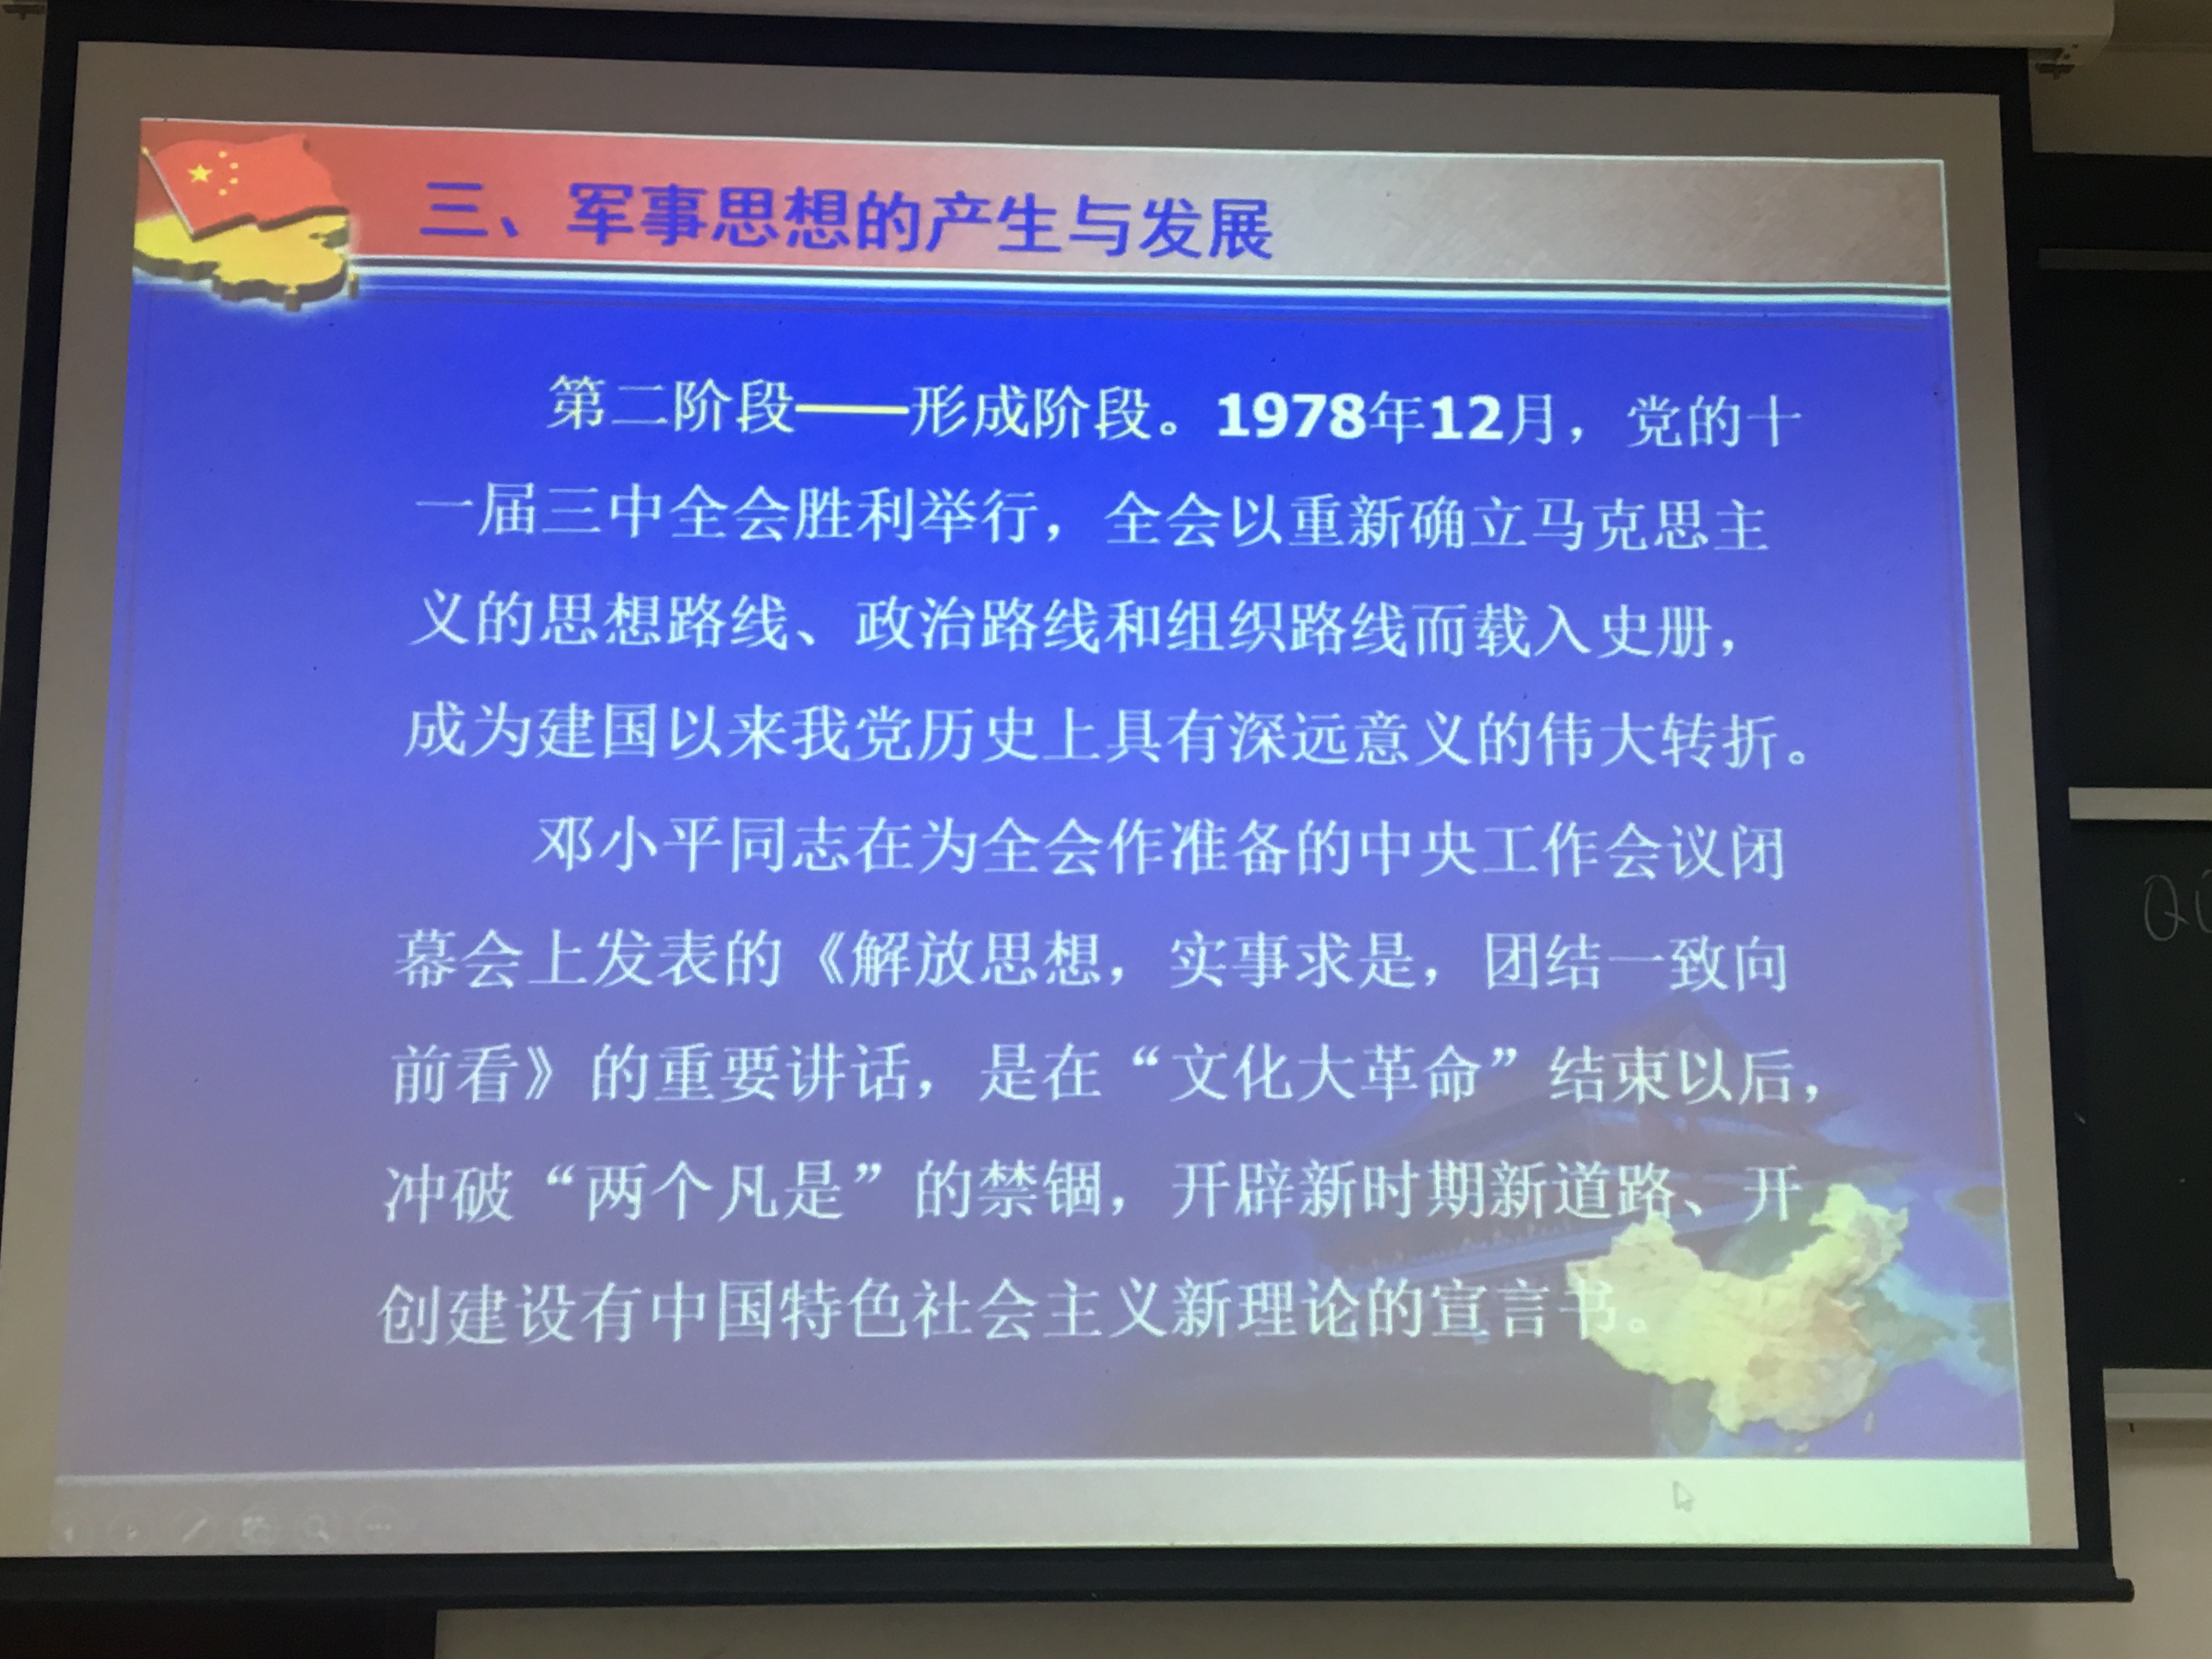 三、军事思想的产生与发展
第二阶段——形成阶段。1978年12月，党的十
一届三中全会胜利举行，全会以重新确立马克思主
义的思想路线、政治路线和组织路线而载入史册，
成为建国以来我党历史上具有深远意义的伟大转折。
邓小平同志在为全会作准备的中央工作会议闭
幕会上发表的《解放思想，实事求是，团结一致向
前看》的重要讲话，是在“文化大革命”结束以后，
冲破“两个凡是”的禁锢，开辟新时期新道路、开
创建设有中国特色社会主义新理论的宣言书。